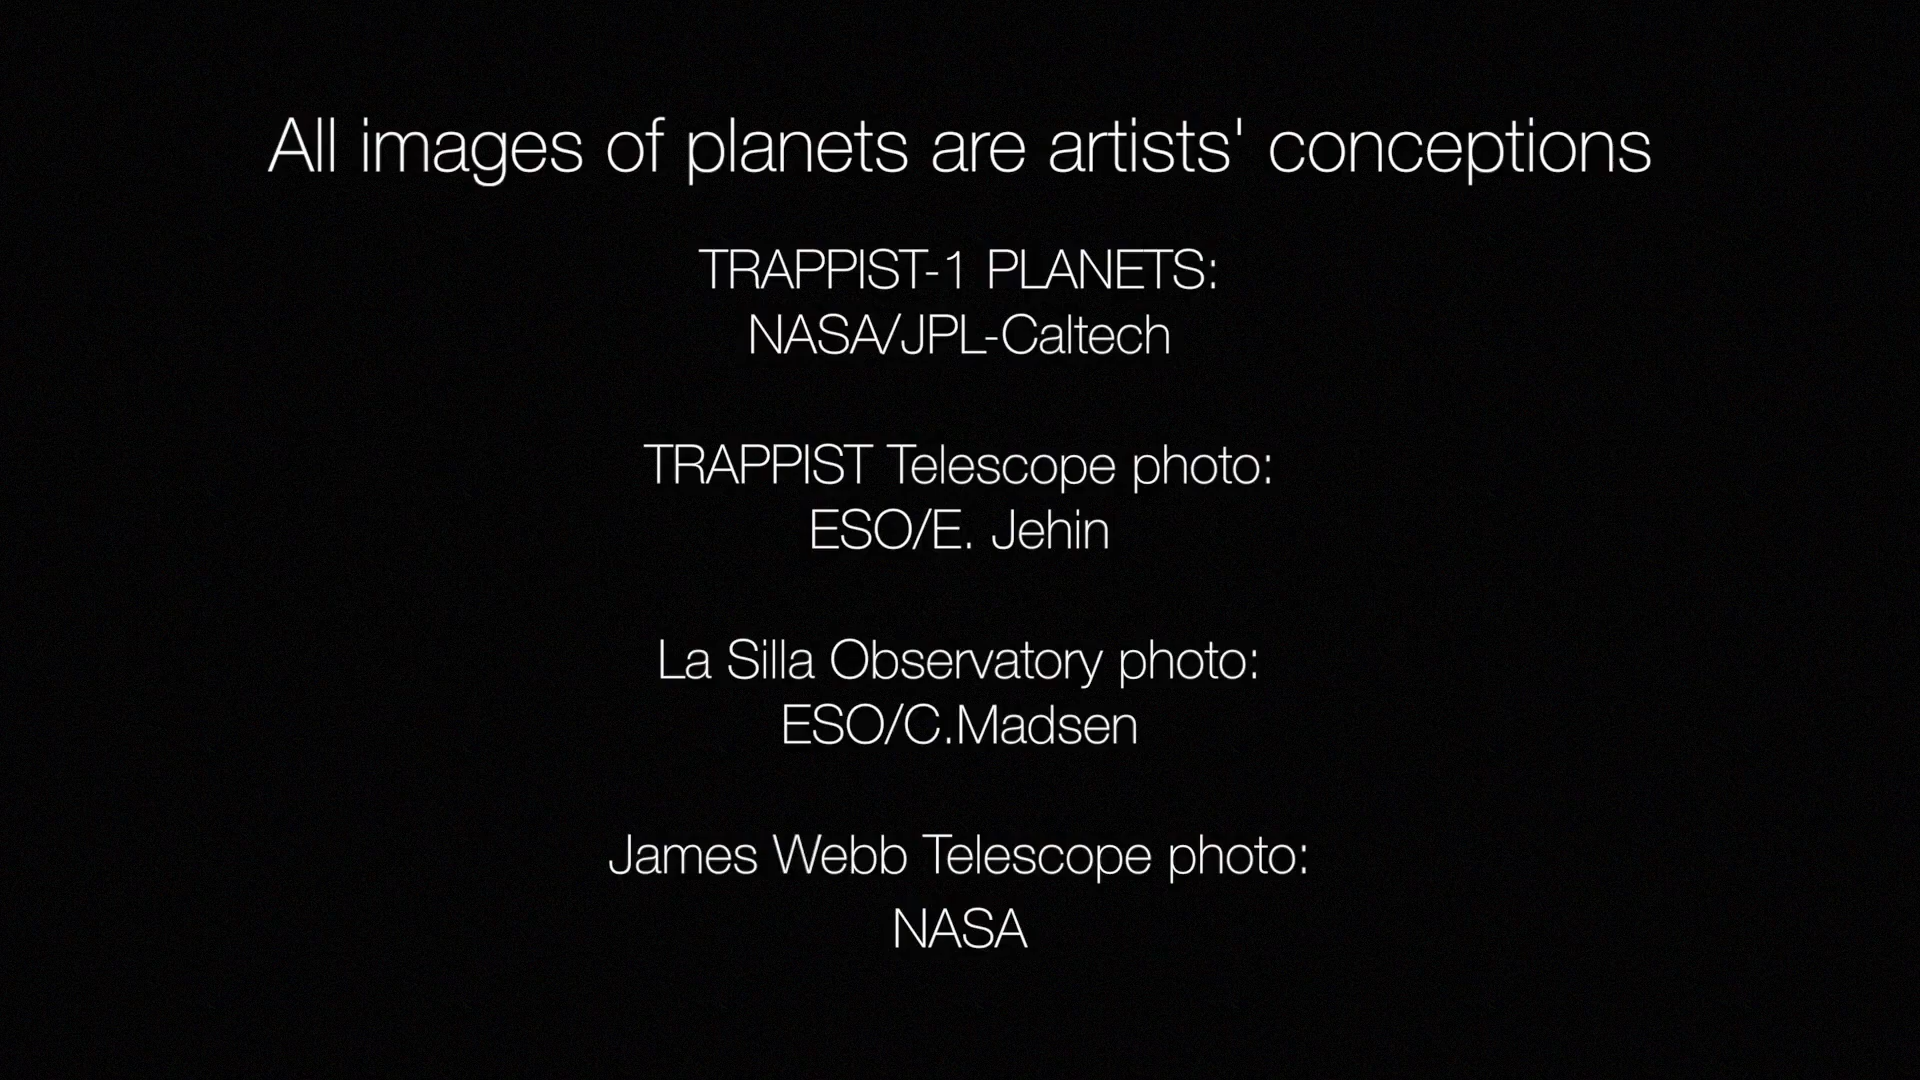 All images of planets are artists' conceptions
TRAPPIST-1 PLANETS:
NASA/JPL-Caltech
TRAPPIST Telescope photo:
ESO/E. Jehin
La Silla Observatory photo:
ESO/C.Madsen
James Webb Telescope photo:
NASA